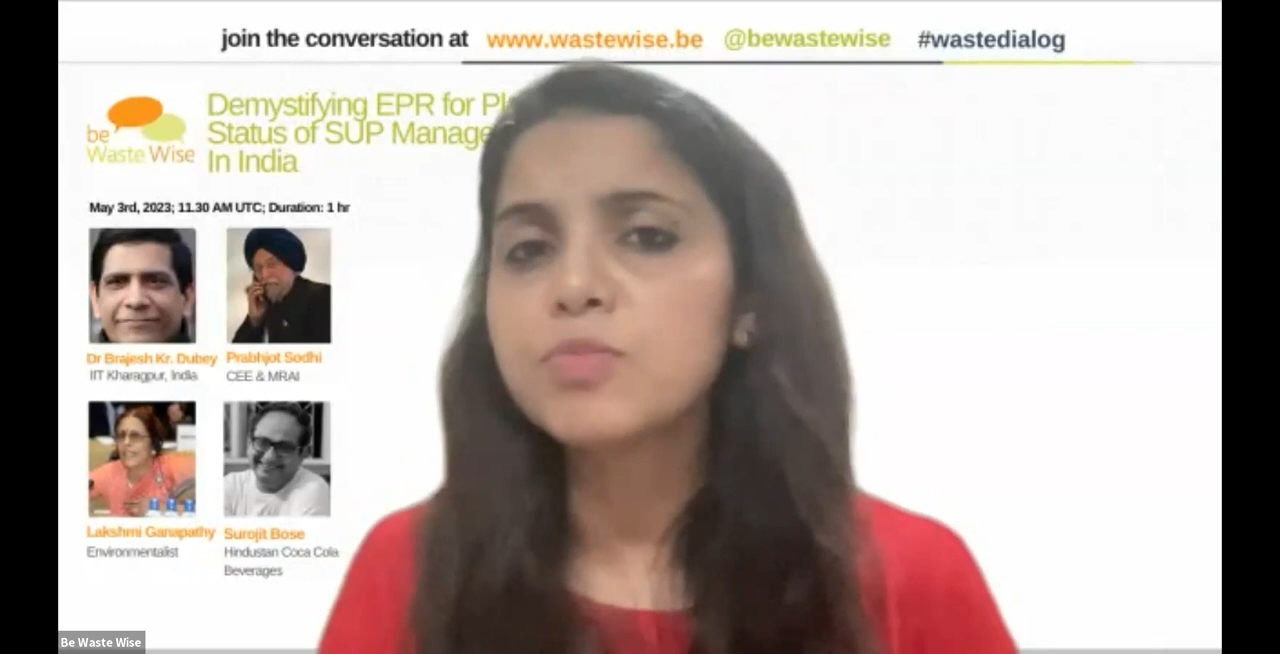 join the conversation at www.wastewise.be @bewastewise #wastedialog
be
Waste Wise
Demystifying EPR for
Status of SUP
In India
May 3rd, 2023; 11.30 AM UTC; Duration: 1 hr
Dr Brajesh Kr. Dubey
IIT Kharagpur, India
Prabhjot Sodhi
CEE & MRAI
Lakshmi Ganapathy
Environmentalist
Surojit Bose
Hindustan Coca Cola
Beverages
Be Waste Wise